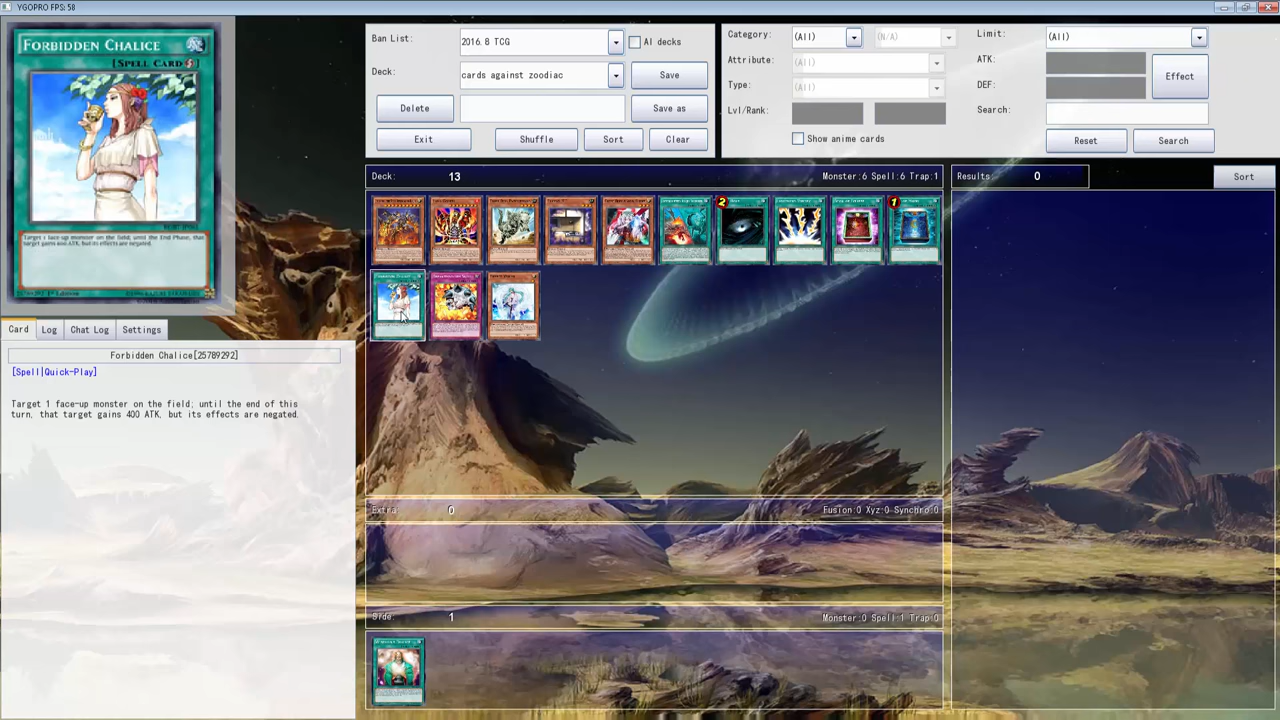 YGOPRO FPS: 58
FORBIDDEN CHALICE
[SPELL CARD]
Target 1 face-up monster on the field; until the End Phase, that
target gains 400 ATK, but its effects are negated.
25789292 1st Edition
Card
Log
Chat Log
Settings
Forbidden Chalice[25789292]
[Spell|Quick-Play]
Target 1 face-up monster on the field; until the end of this
turn, that target gains 400 ATK, but its effects are negated.
Ban List:
2016.8 TCG
AI decks
Deck:
cards against zoodiac
Save
Delete
Save as
Exit
Shuffle
Sort
Clear
Category:
(All)
(N/A)
Limit:
(All)
Attribute:
(All)
ATK:
Effect
Type:
(All)
DEF:
Lvl/Rank:
Search:
Show anime cards
Reset
Search
Deck:
13
Monster:6 Spell:6 Trap:1
Results:
0
Sort
2
1
FORBIDDEN CHALICE
Extra:
0
Fusion:0 Xyz:0 Synchro:0
Side:
1
Monster:0 Spell:1 Trap:0